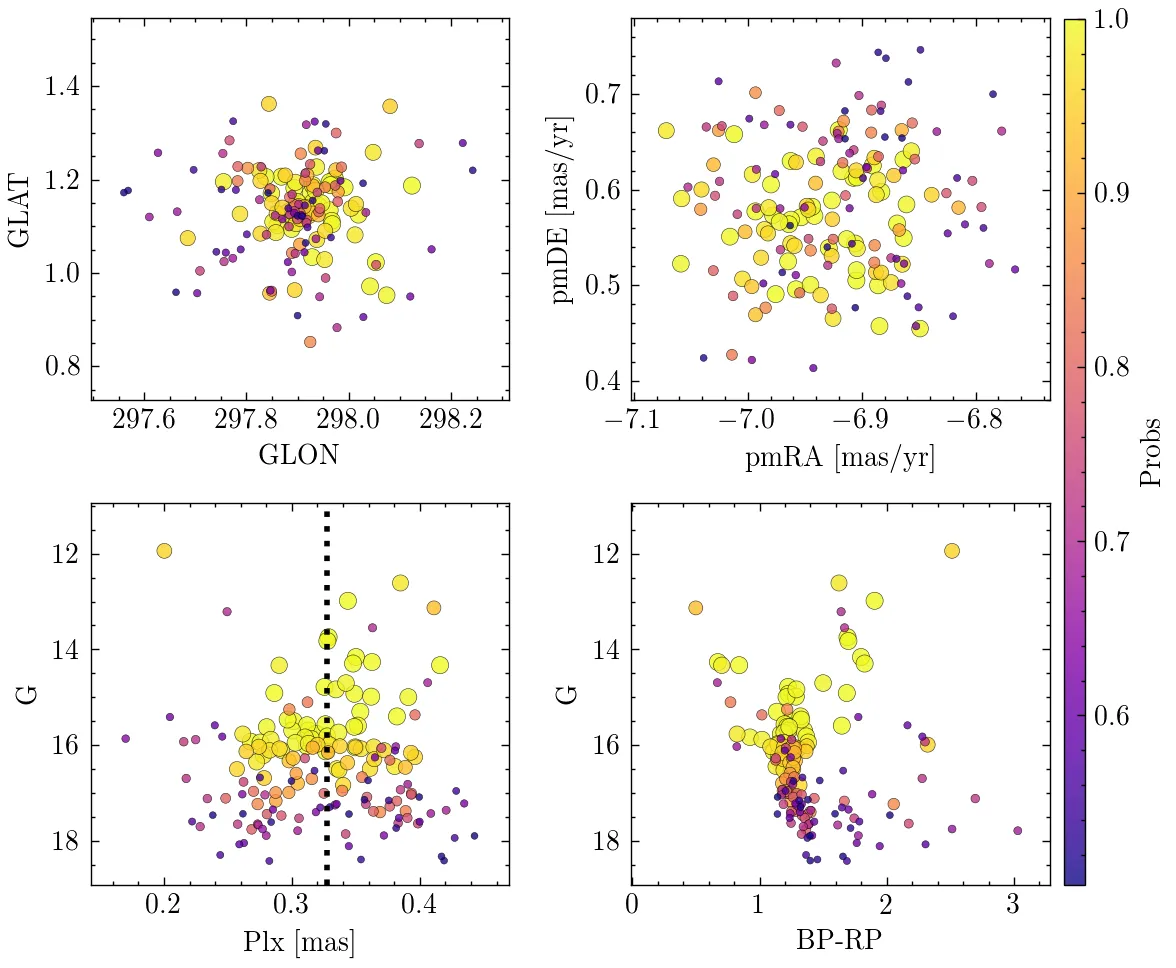 1.4
1.2
1.0
0.8
GLAT
297.6 297.8 298.0 298.2
GLON
0.7
0.6
0.5
0.4
pmDE [mas/yr]
−7.1 −7.0 −6.9 −6.8
pmRA [mas/yr]
12
14
16
18
G
0.2 0.3 0.4
Plx [mas]
12
14
16
18
G
0 1 2 3
BP-RP
1.0
0.9
0.8
0.7
0.6
Probs